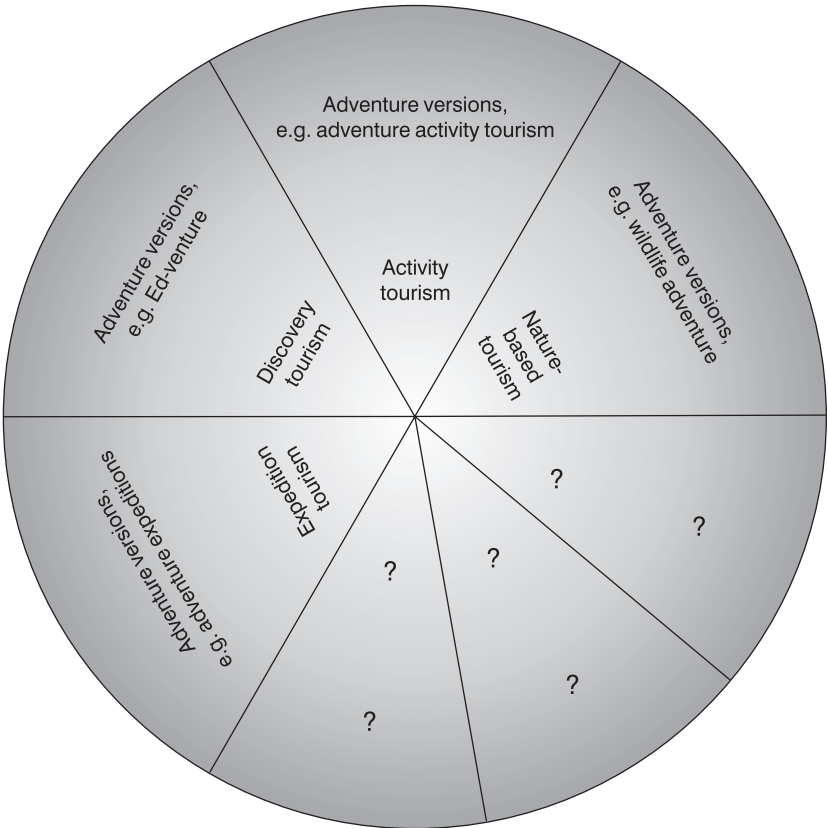 Adventure versions,
e.g. adventure activity tourism
Activity
tourism
Adventure versions,
e.g. wildlife adventure
Nature-
based
tourism
?
?
?
?
?
?
Expedition
tourism
Adventure versions,
e.g. adventure expeditions
Discovery
tourism
Adventure versions,
e.g. Ed-venture